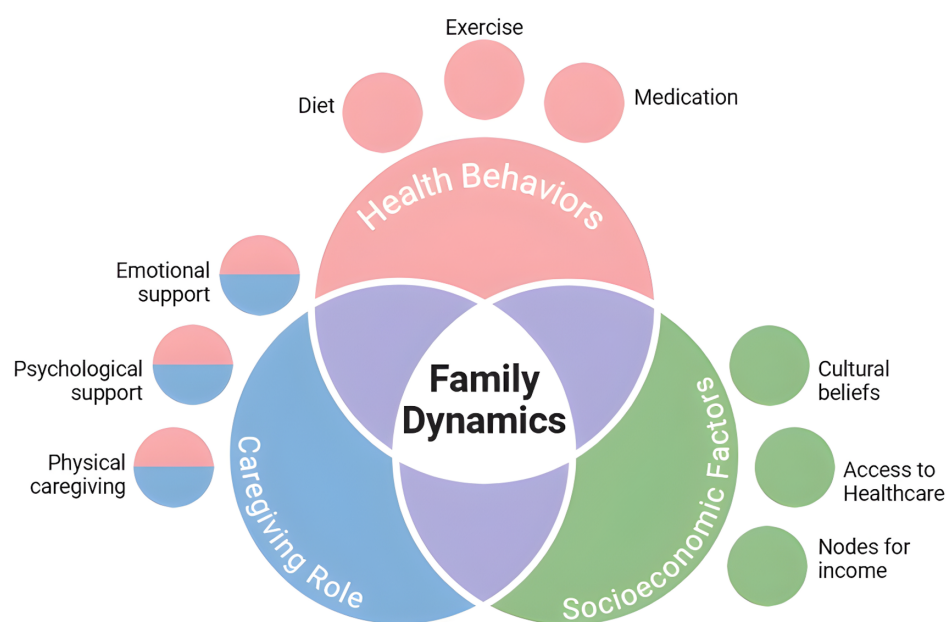 Exercise
Diet
Medication
Health Behaviors
Emotional
support
Psychological
support
Physical
caregiving
Family
Dynamics
Caregiving Role
Socioeconomic Factors
Cultural
beliefs
Access to
Healthcare
Nodes for
income